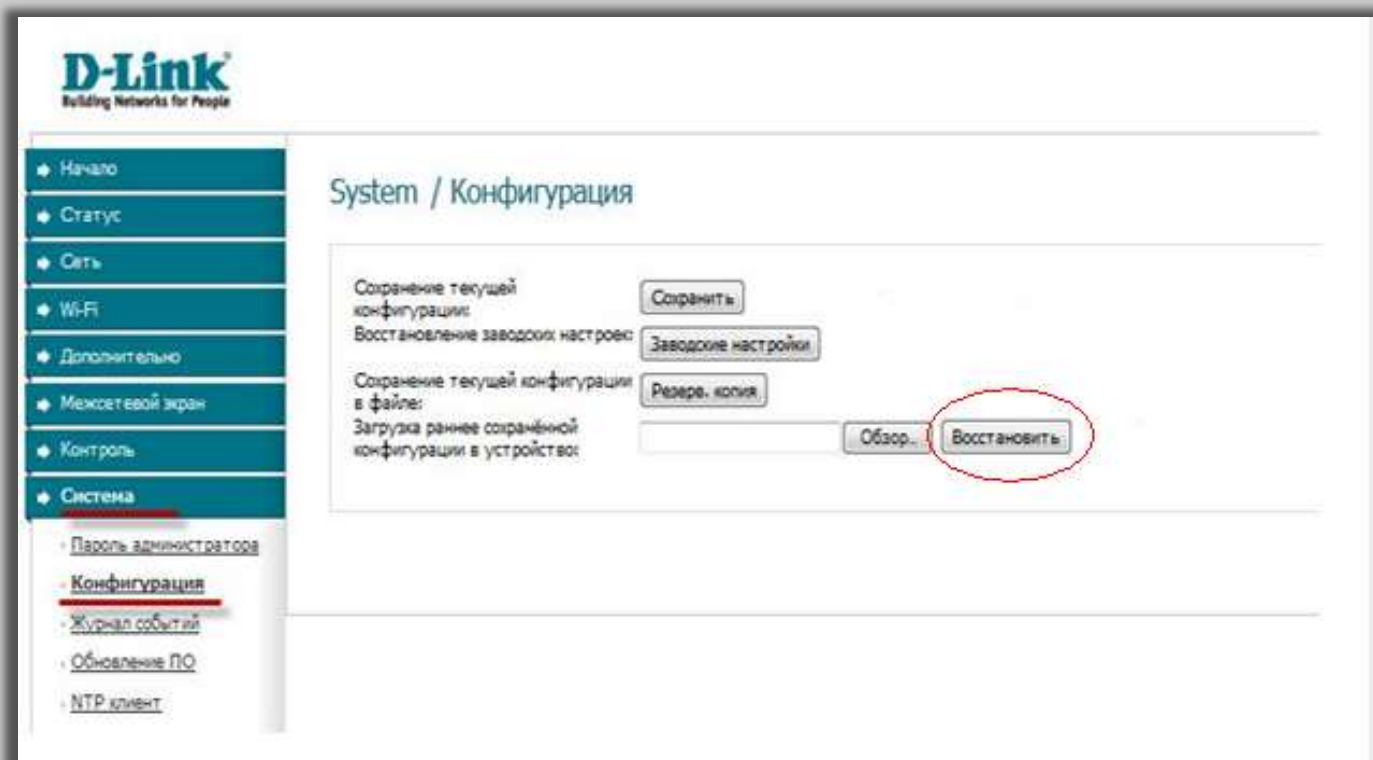 D-Link
Building Networks for People
Начало
Статус
Сеть
Wi-Fi
Дополнительно
Межсетевой экран
Контроль
Система
Пароль администратора
Конфигурация
Журнал событий
Обновление ПО
NTP клиент
System / Конфигурация
Сохранение текущей
конфигурации:
Сохранить
Восстановление заводских настроек:
Заводские настройки
Сохранение текущей конфигурации
в файле:
Резерв. копия
Загрузка раннее сохранённой
конфигурации в устройство:
Обзор..
Восстановить